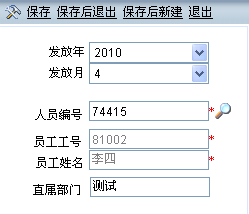 保存 保存后退出 保存后新建 退出
发放年 2010
发放月 4
人员编号 74415 *
员工工号 81002 *
员工姓名 李四 *
直属部门 测试